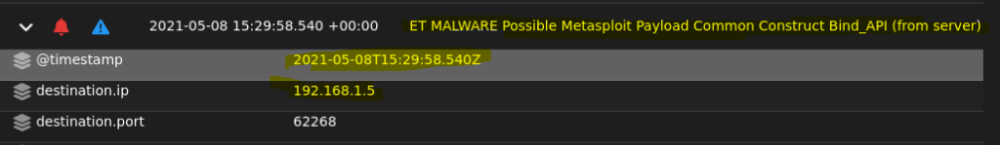 2021-05-08 15:29:58.540 +00:00 ET MALWARE Possible Metasploit Payload Common Construct Bind_API (from server)
@timestamp 2021-05-08T15:29:58.540Z
destination.ip 192.168.1.5
destination.port 62268